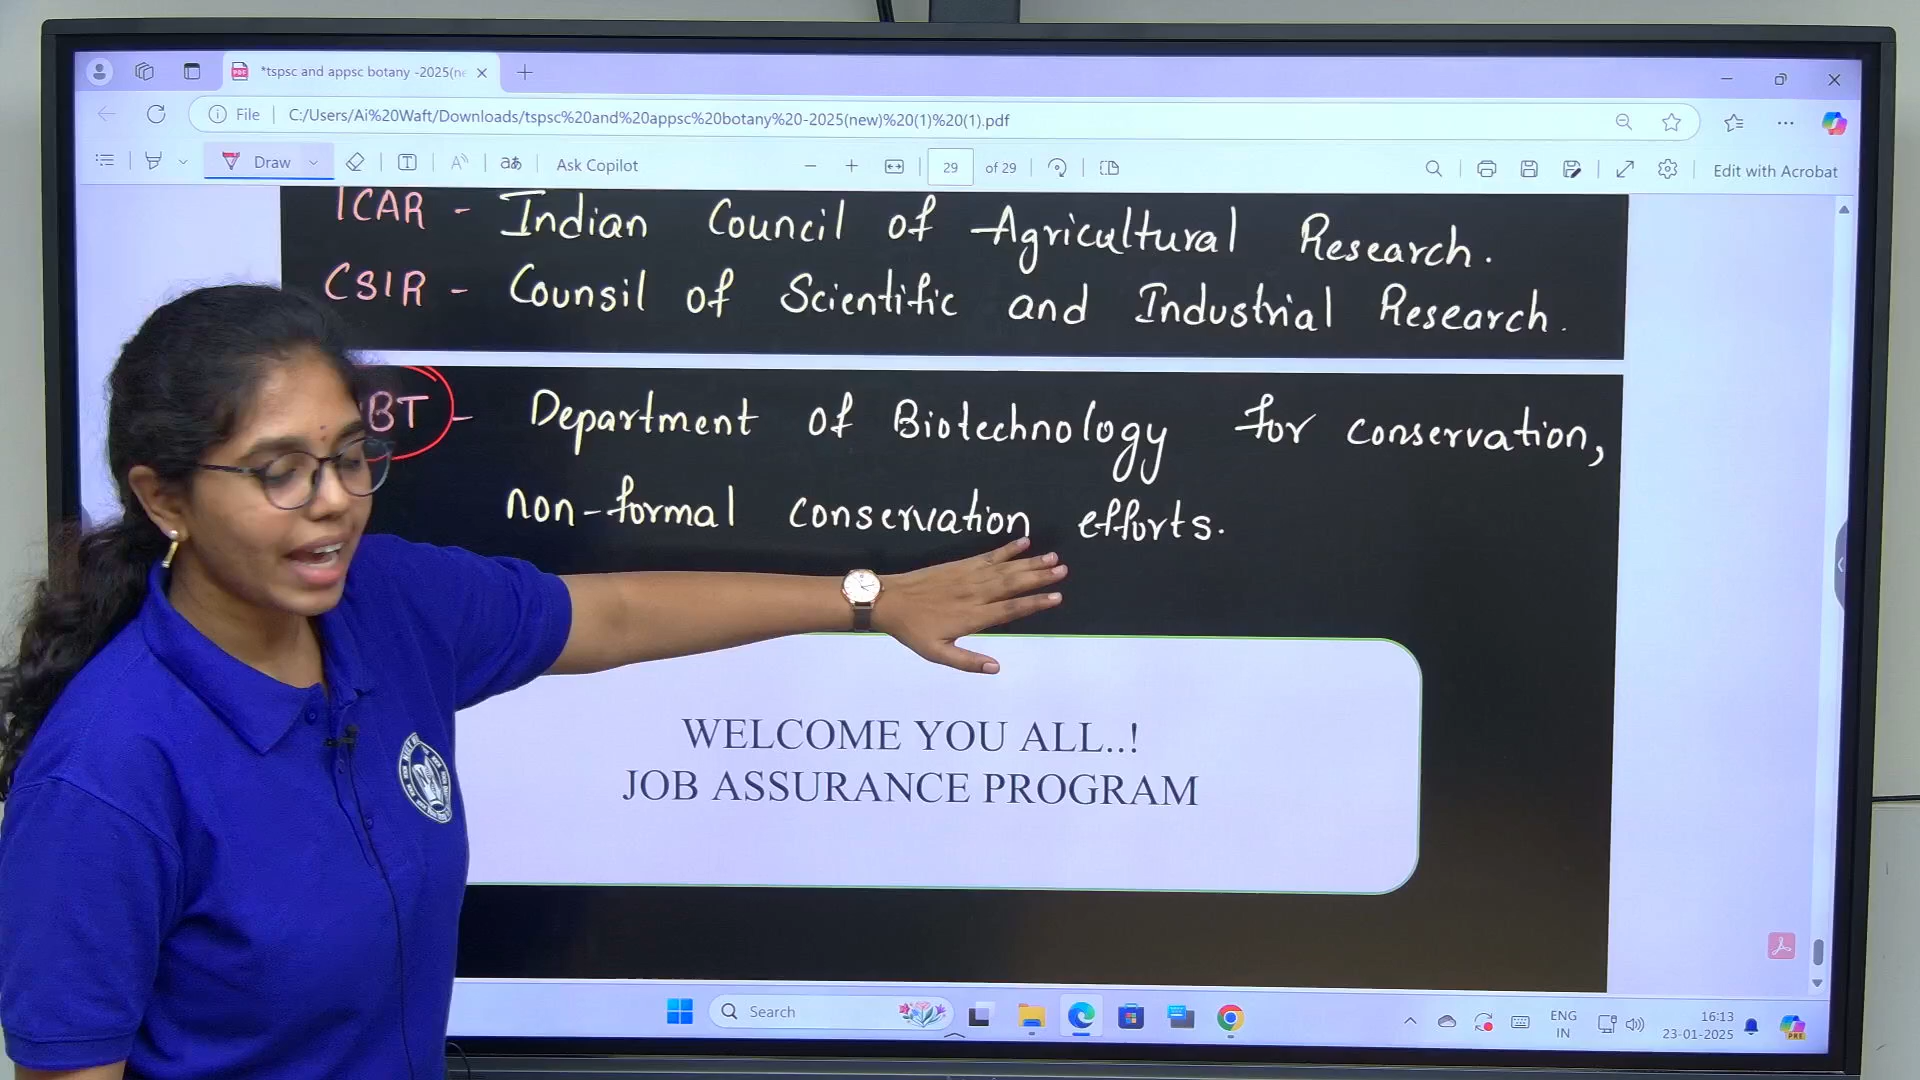 *tspsc and appsc botany -2025(ne
File
C:/Users/Ai%20Waft/Downloads/tspsc%20and%20appsc%20botany%20-2025(new)%20(1)%20(1).pdf
Draw
Ask Copilot
29
of 29
Edit with Acrobat
ICAR - Indian Council of Agricultural Research.
CSIR - Counsil of Scientific and Industrial Research.
BT - Department of Biotechnology for conservation,
non-formal conservation efforts.
WELCOME YOU ALL..!
JOB ASSURANCE PROGRAM
Search
ENG
IN
16:13
23-01-2025